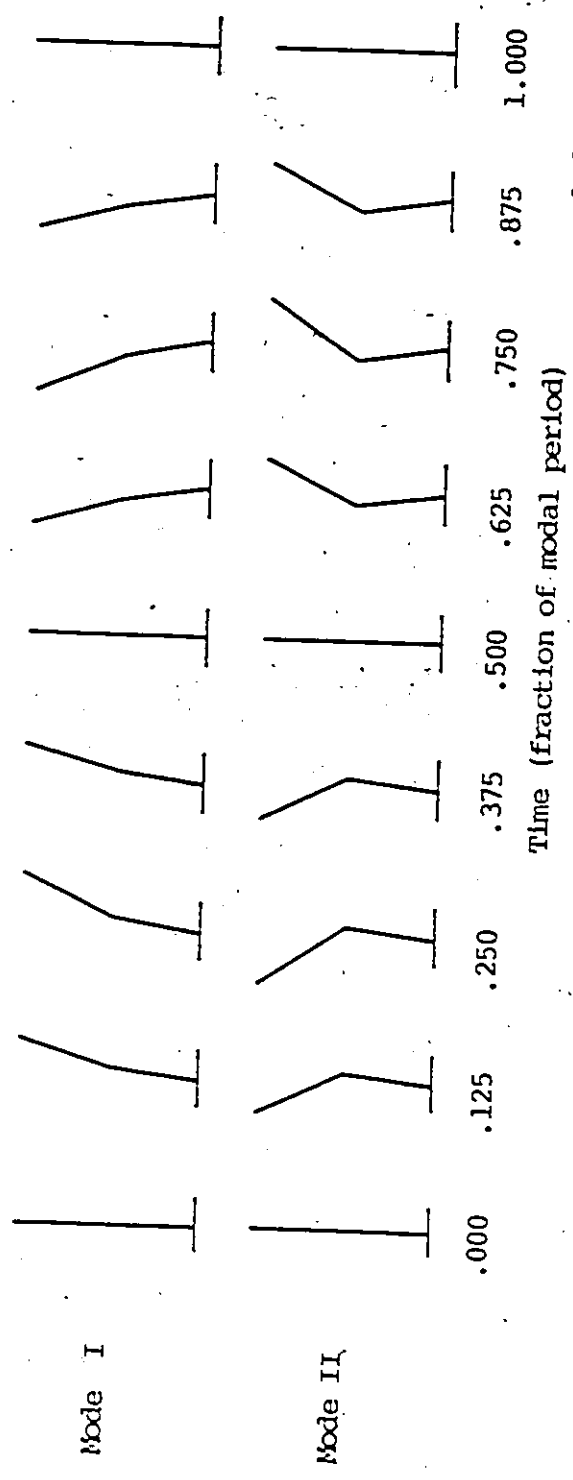 Mode I
Mode II
.000 .125 .250 .375 .500 .625 .750 .875 1.000
Time (fraction of modal period)